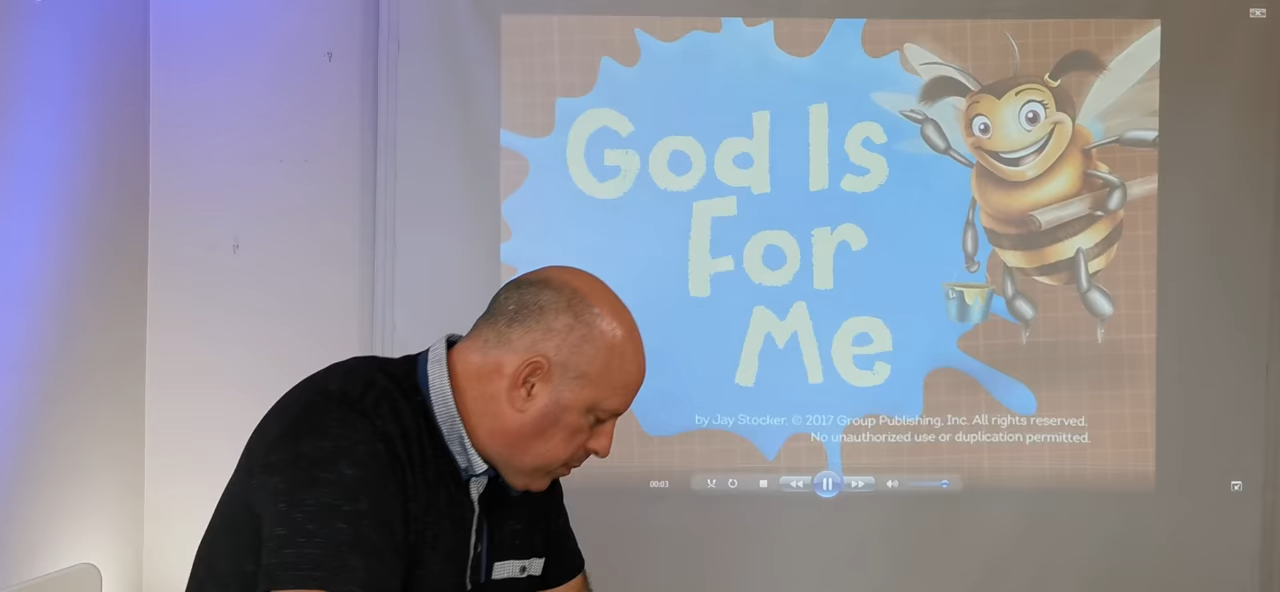 God Is
For
Me
by Jay Stocker. © 2017 Group Publishing, Inc. All rights reserved.
No unauthorized use or duplication permitted.
00:03